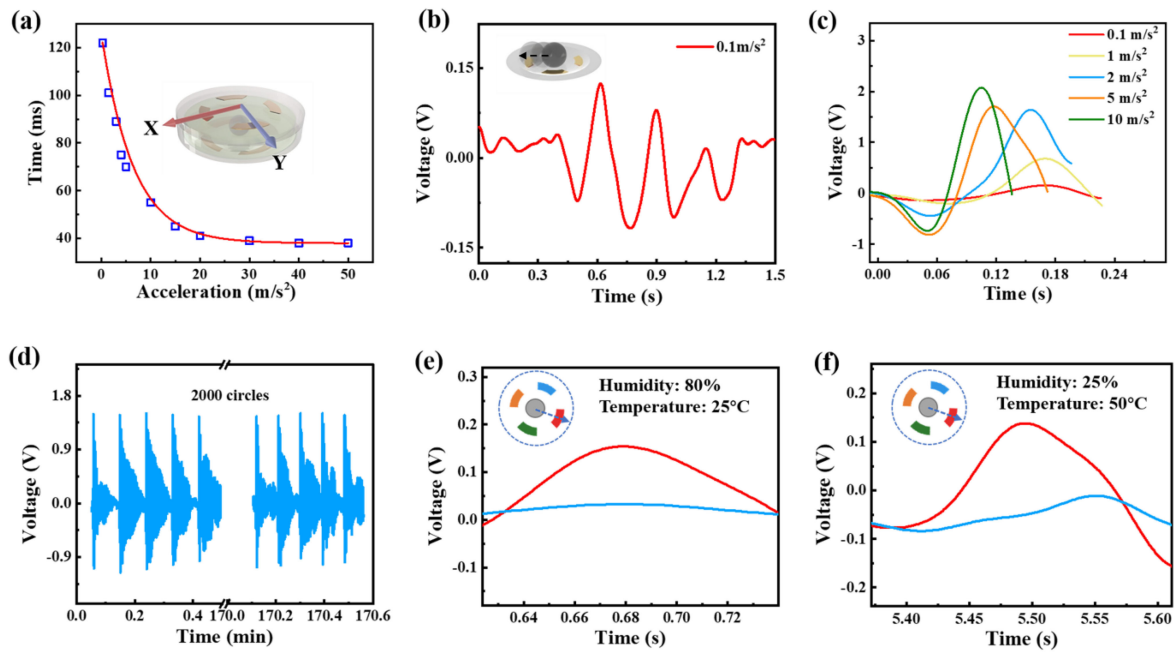 (a)
120
100
80
60
40
Time (ms)
0
10
20
30
40
50
Acceleration (m/s²)
X
Y
(b)
0.15
0.00
-0.15
Voltage (V)
0.1m/s²
0.0
0.3
0.6
0.9
1.2
1.5
Time (s)
(c)
3
2
1
0
-1
Voltage (V)
0.1 m/s²
1 m/s²
2 m/s²
5 m/s²
10 m/s²
0.00
0.06
0.12
0.18
0.24
Time (s)
(d)
2000 circles
1.8
0.9
0.0
-0.9
Voltage (V)
0.0
0.4
170.0
170.2
170.4
170.6
Time (min)
(e)
Humidity: 80%
Temperature: 25°C
0.3
0.2
0.1
0.0
-0.1
Voltage (V)
0.64
0.66
0.68
0.70
0.72
Time (s)
(f)
Humidity: 25%
Temperature: 50°C
0.2
0.1
0.0
-0.1
-0.2
Voltage (V)
5.40
5.45
5.50
5.55
5.60
Time (s)